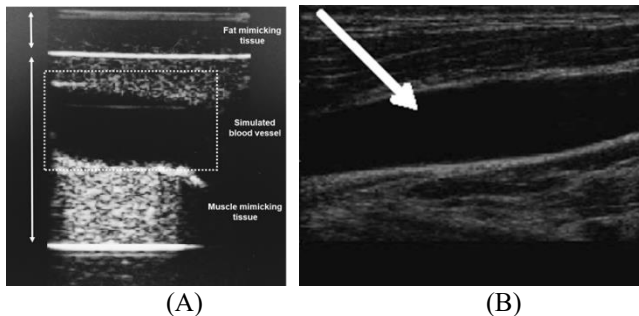 Fat mimicking
tissue
Simulated
blood vessel
Muscle mimicking
tissue
(A)
(B)